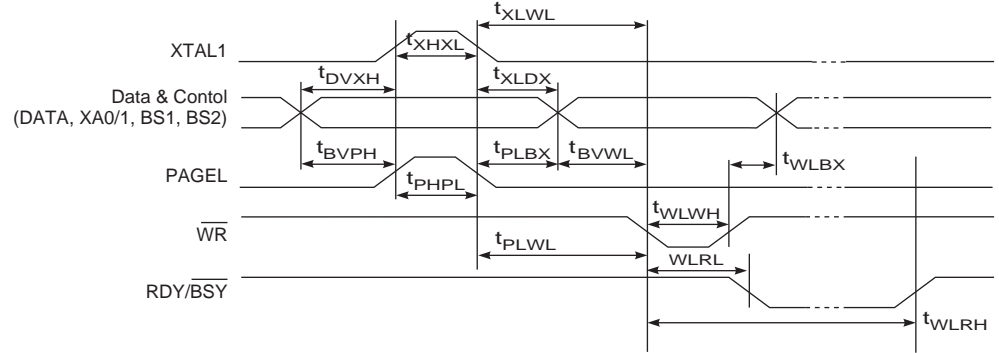 tXLWL
XTAL1
tXHXL
tDVXH
tXLDX
Data & Contol
(DATA, XA0/1, BS1, BS2)
tBVPH
tPLBX
tBVWL
tWLBX
PAGEL
tPHPL
tWLWH
WR
tPLWL
WLRL
RDY/BSY
tWLRH